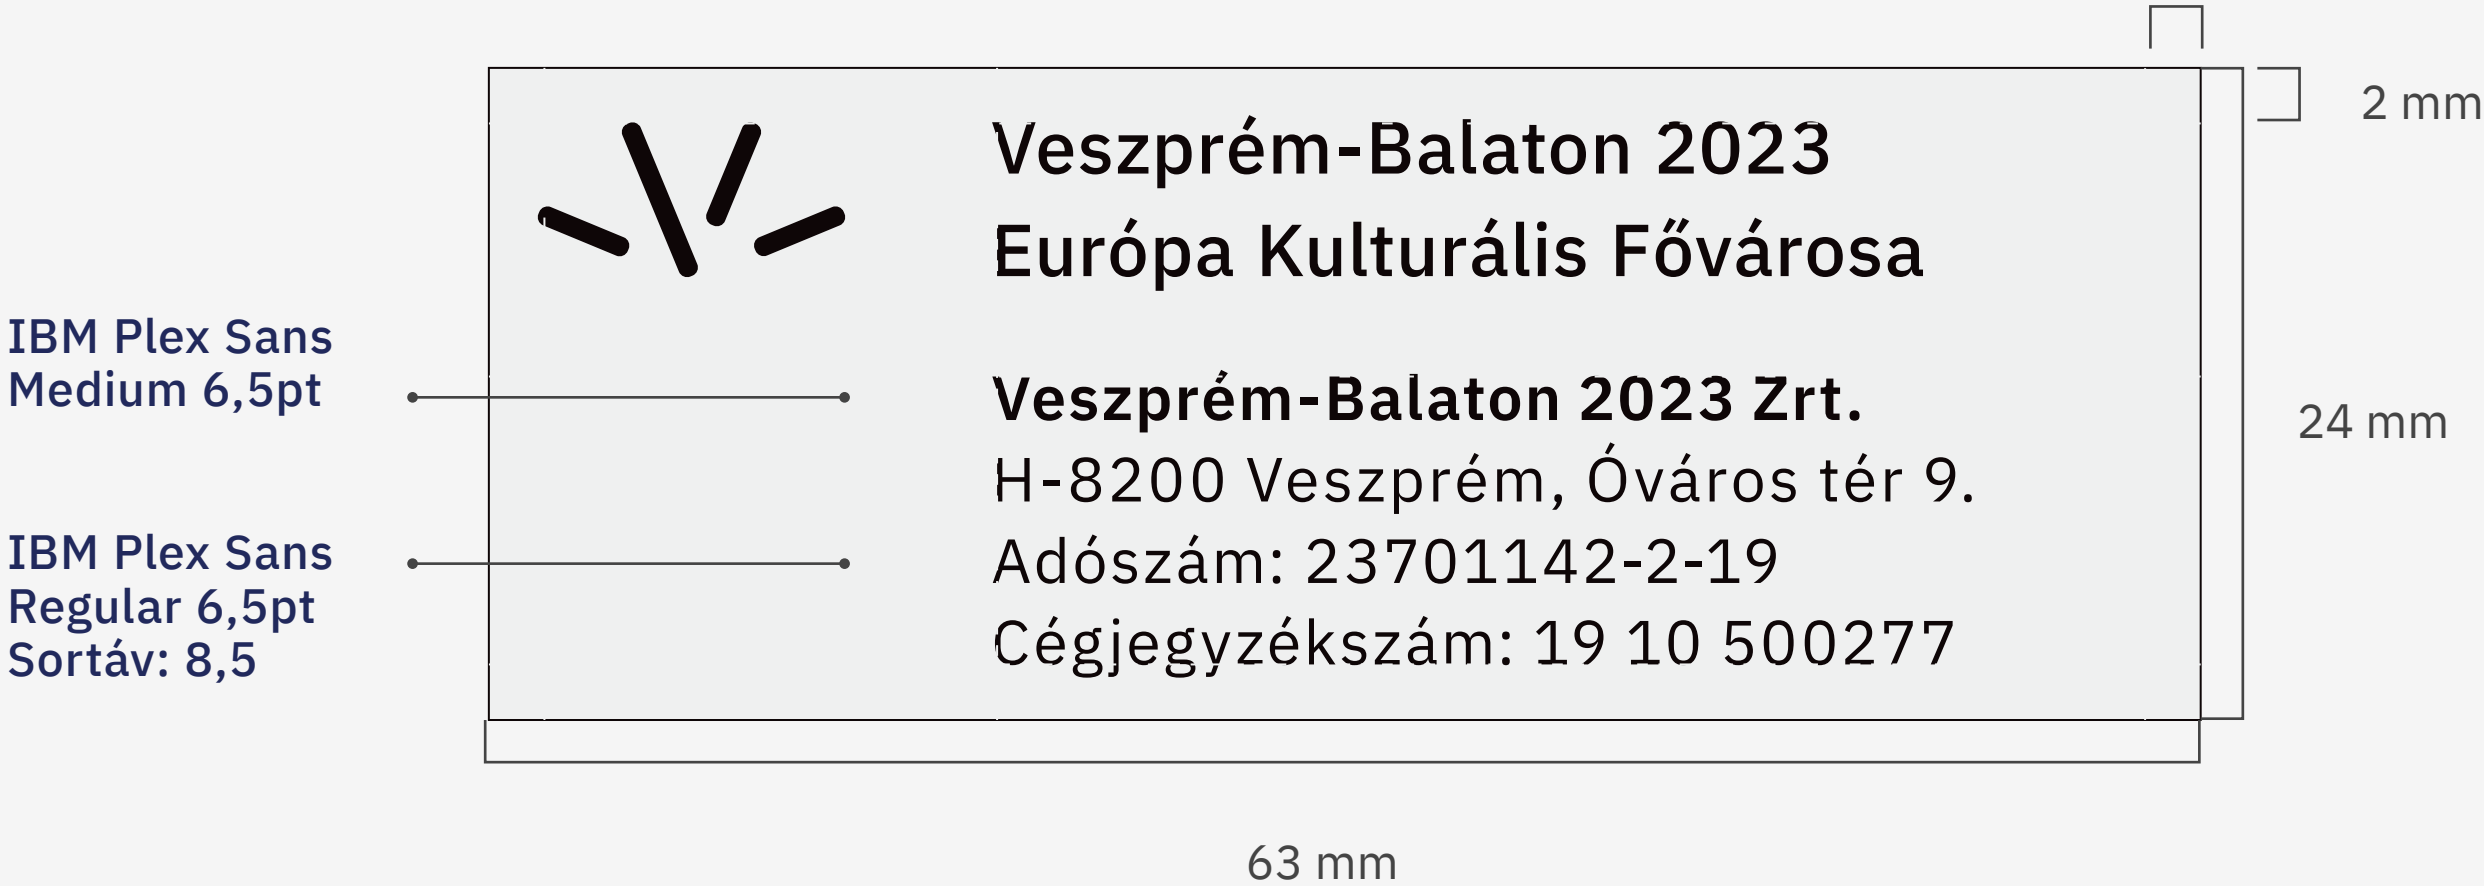 2 mm
Veszprém-Balaton 2023
Európa Kulturális Fővárosa
IBM Plex Sans
Medium 6,5pt
Veszprém-Balaton 2023 Zrt.
H-8200 Veszprém, Óváros tér 9.
Adószám: 23701142-2-19
Cégjegyzékszám: 19 10 500277
24 mm
IBM Plex Sans
Regular 6,5pt
Sortáv: 8,5
63 mm